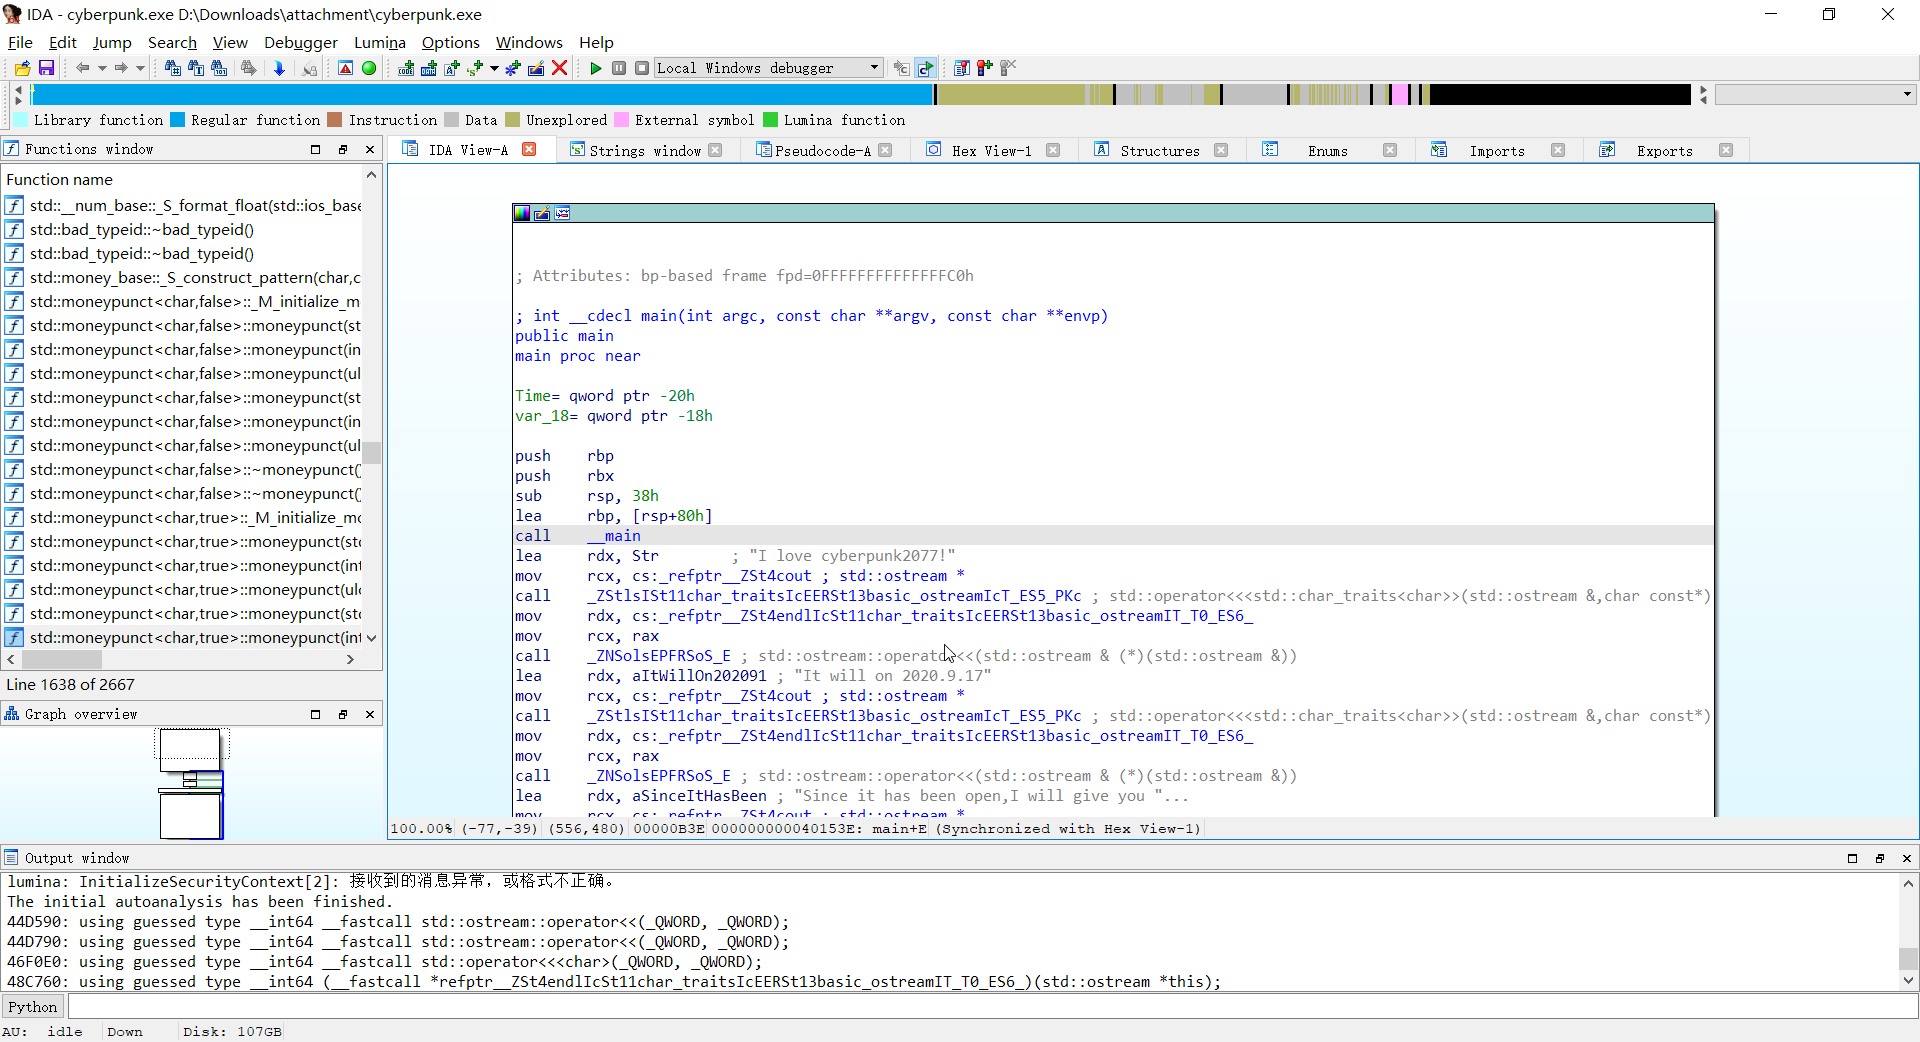 IDA - cyberpunk.exe D:\Downloads\attachment\cyberpunk.exe
File Edit Jump Search View Debugger Lumina Options Windows Help
Local Windows debugger
Library function Regular function Instruction Data Unexplored External symbol Lumina function
Functions window
IDA View-A Strings window Pseudocode-A Hex View-1 Structures Enums Imports Exports
Function name
std::__num_base::_S_format_float(std::ios_base
std::bad_typeid::~bad_typeid()
std::bad_typeid::~bad_typeid()
std::money_base::_S_construct_pattern(char,c
std::moneypunct<char,false>::_M_initialize_m
std::moneypunct<char,false>::moneypunct(st
std::moneypunct<char,false>::moneypunct(in
std::moneypunct<char,false>::moneypunct(ul
std::moneypunct<char,false>::moneypunct(st
std::moneypunct<char,false>::moneypunct(in
std::moneypunct<char,false>::moneypunct(ul
std::moneypunct<char,false>::~moneypunct()
std::moneypunct<char,false>::~moneypunct()
std::moneypunct<char,true>::_M_initialize_mo
std::moneypunct<char,true>::moneypunct(stc
std::moneypunct<char,true>::moneypunct(int
std::moneypunct<char,true>::moneypunct(ulc
std::moneypunct<char,true>::moneypunct(stc
std::moneypunct<char,true>::moneypunct(int
Line 1638 of 2667
Graph overview
; Attributes: bp-based frame fpd=0FFFFFFFFFFFFFFC0h
; int __cdecl main(int argc, const char **argv, const char **envp)
public main
main proc near
Time= qword ptr -20h
var_18= qword ptr -18h
push rbp
push rbx
sub rsp, 38h
lea rbp, [rsp+80h]
call __main
lea rdx, Str ; "I love cyberpunk2077!"
mov rcx, cs:_refptr__ZSt4cout ; std::ostream *
call _ZStlsISt11char_traitsIcEERSt13basic_ostreamIcT_ES5_PKc ; std::operator<<<std::char_traits<char>>(std::ostream &,char const*)
mov rdx, cs:_refptr__ZSt4endlIcSt11char_traitsIcEERSt13basic_ostreamIT_T0_ES6_
mov rcx, rax
call _ZNSolsEPFRSoS_E ; std::ostream::operator<<(std::ostream & (*)(std::ostream &))
lea rdx, aItWillOn202091 ; "It will on 2020.9.17"
mov rcx, cs:_refptr__ZSt4cout ; std::ostream *
call _ZStlsISt11char_traitsIcEERSt13basic_ostreamIcT_ES5_PKc ; std::operator<<<std::char_traits<char>>(std::ostream &,char const*)
mov rdx, cs:_refptr__ZSt4endlIcSt11char_traitsIcEERSt13basic_ostreamIT_T0_ES6_
mov rcx, rax
call _ZNSolsEPFRSoS_E ; std::ostream::operator<<(std::ostream & (*)(std::ostream &))
lea rdx, aSinceItHasBeen ; "Since it has been open,I will give you "...
mov rcx, cs:_refptr__ZSt4cout ; std::ostream *
100.00% (-77,-39) (556,480) 00000B3E 000000000040153E: main+E (Synchronized with Hex View-1)
Output window
lumina: InitializeSecurityContext[2]: 接收到的消息异常，或格式不正确。
The initial autoanalysis has been finished.
44D590: using guessed type __int64 __fastcall std::ostream::operator<<(_QWORD, _QWORD);
44D790: using guessed type __int64 __fastcall std::ostream::operator<<(_QWORD, _QWORD);
46F0E0: using guessed type __int64 __fastcall std::operator<<<char>(_QWORD, _QWORD);
48C760: using guessed type __int64 (__fastcall *refptr__ZSt4endlIcSt11char_traitsIcEERSt13basic_ostreamIT_T0_ES6_)(std::ostream *this);
Python
AU: idle Down Disk: 107GB